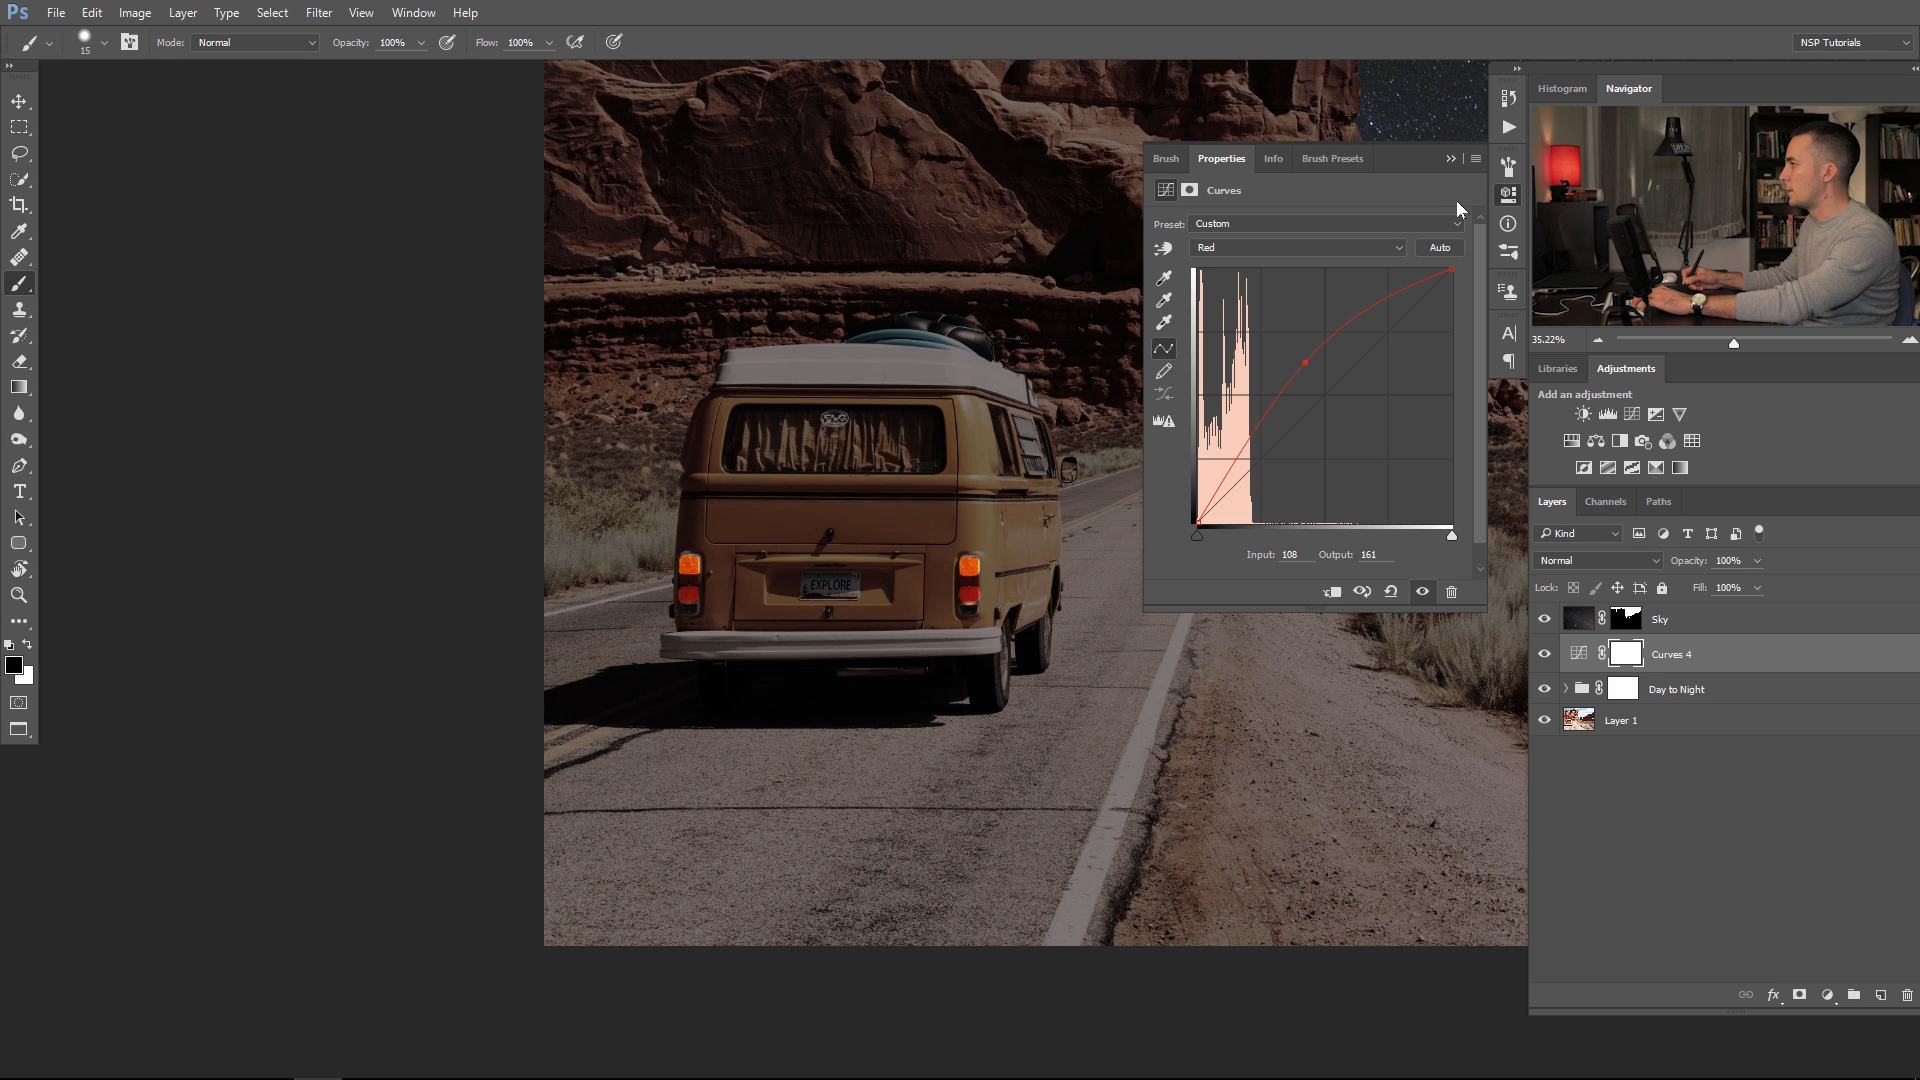 Ps File Edit Image Layer Type Select Filter View Window Help
15 Mode: Normal Opacity: 100% Flow: 100% NSP Tutorials
Histogram Navigator
Brush Properties Info Brush Presets
Curves
Preset: Custom
Red Auto
Input: 108 Output: 161
EXPLORE
35.22%
Libraries Adjustments
Add an adjustment
Layers Channels Paths
Kind
Normal Opacity: 100%
Lock: Fill: 100%
Sky
Curves 4
Day to Night
Layer 1